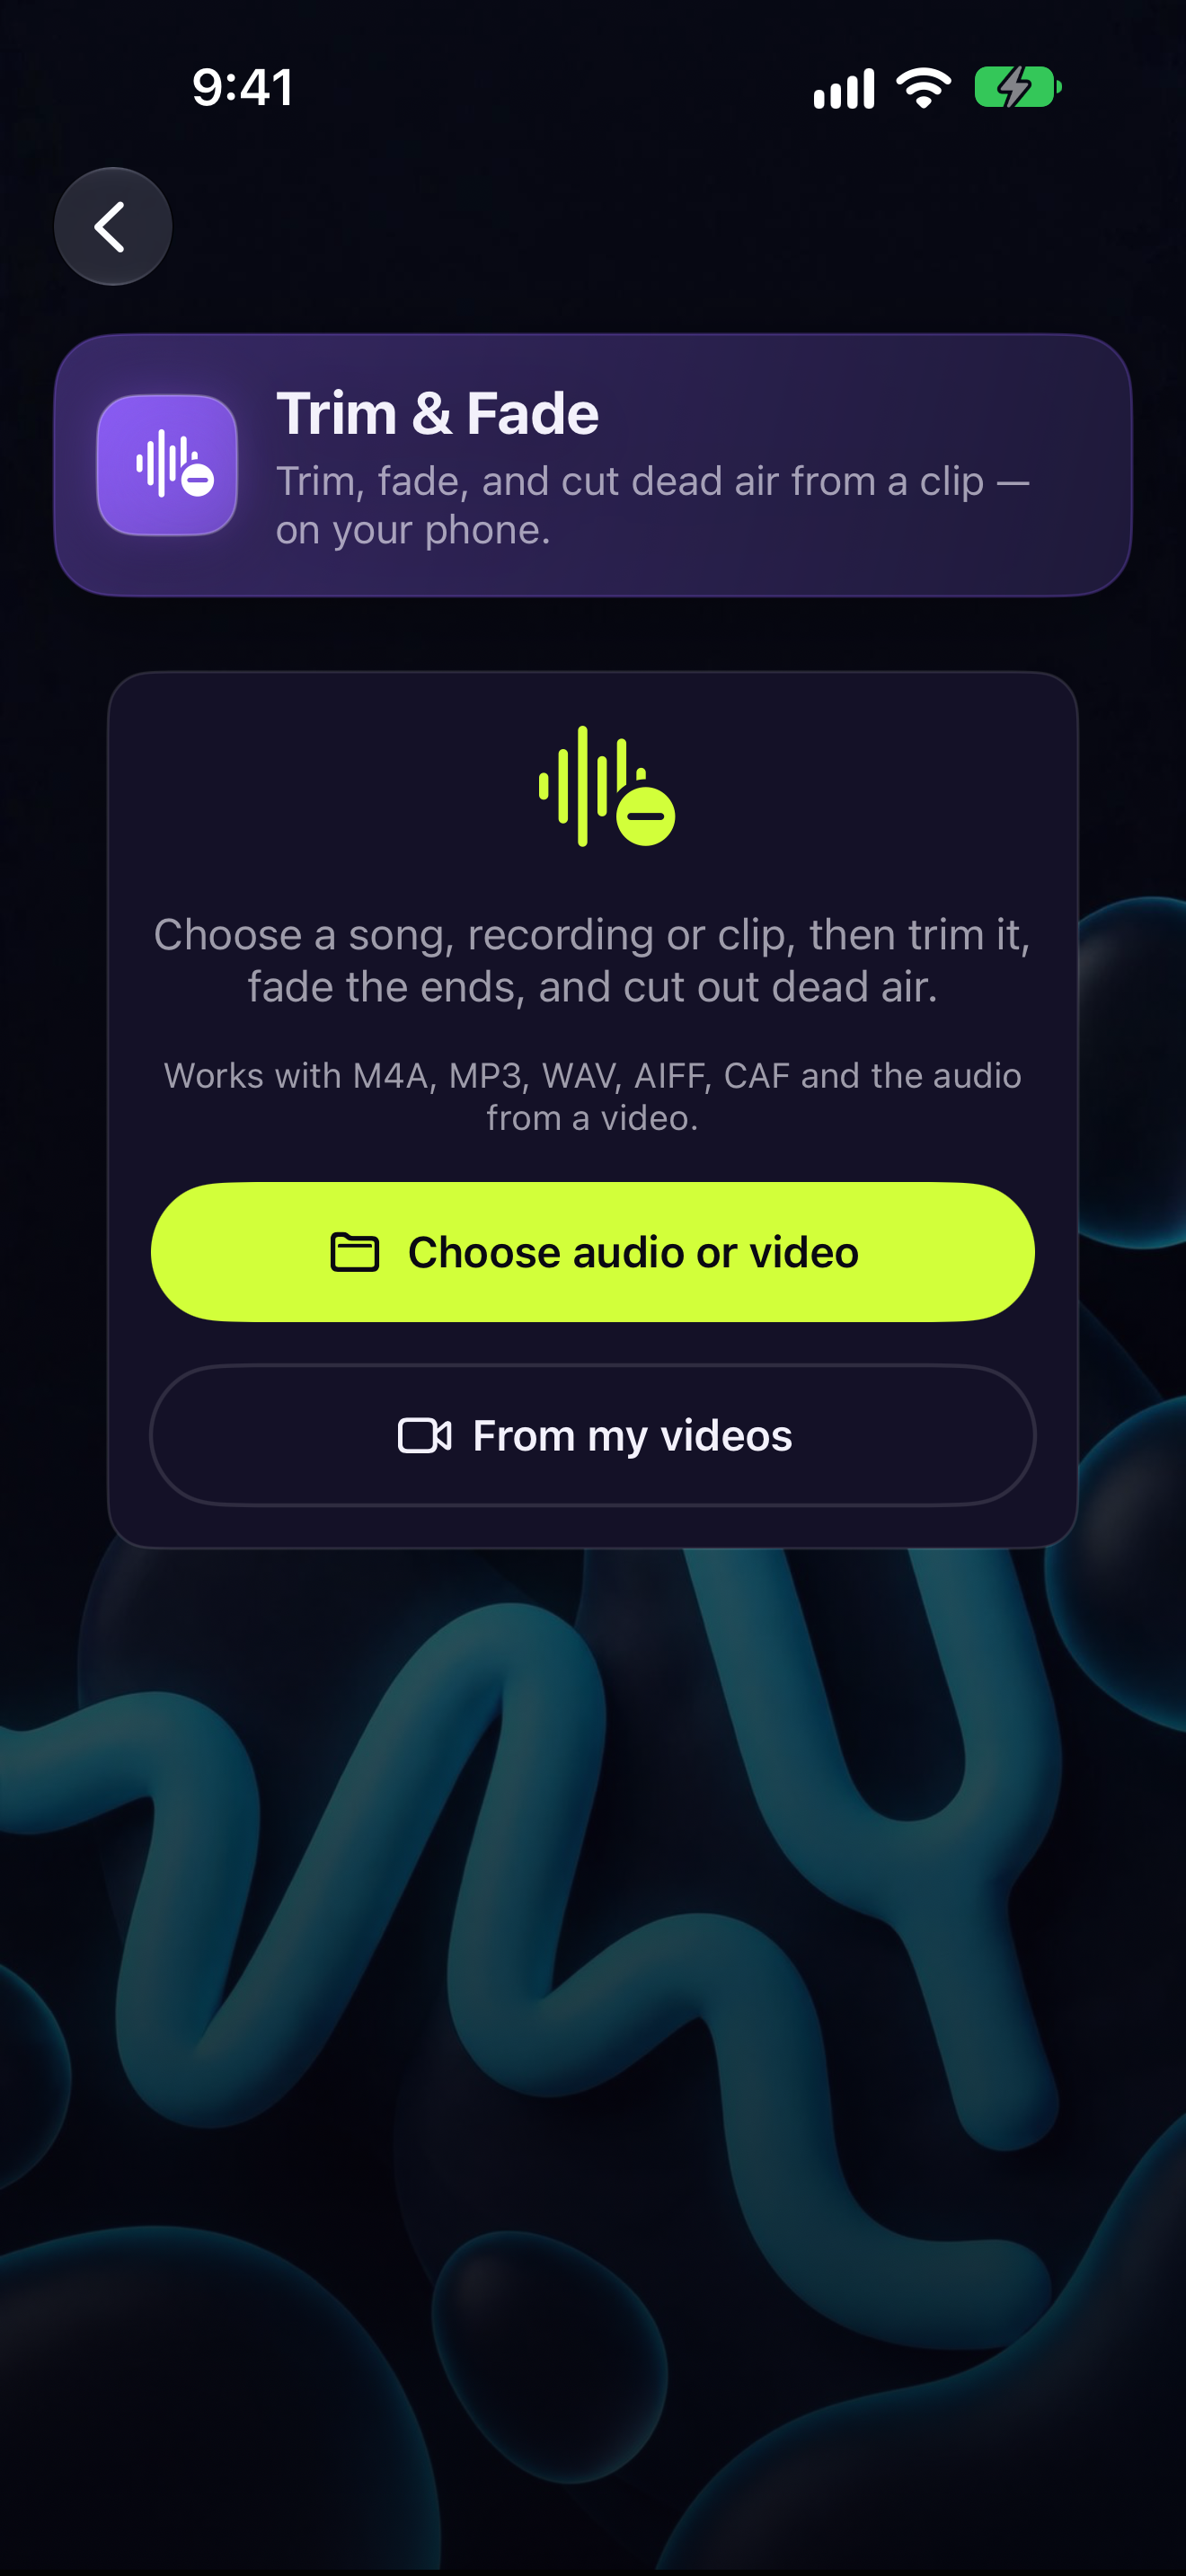 9:41
Trim & Fade
Trim, fade, and cut dead air from a clip —
on your phone.
Choose a song, recording or clip, then trim it,
fade the ends, and cut out dead air.
Works with M4A, MP3, WAV, AIFF, CAF and the audio
from a video.
Choose audio or video
From my videos